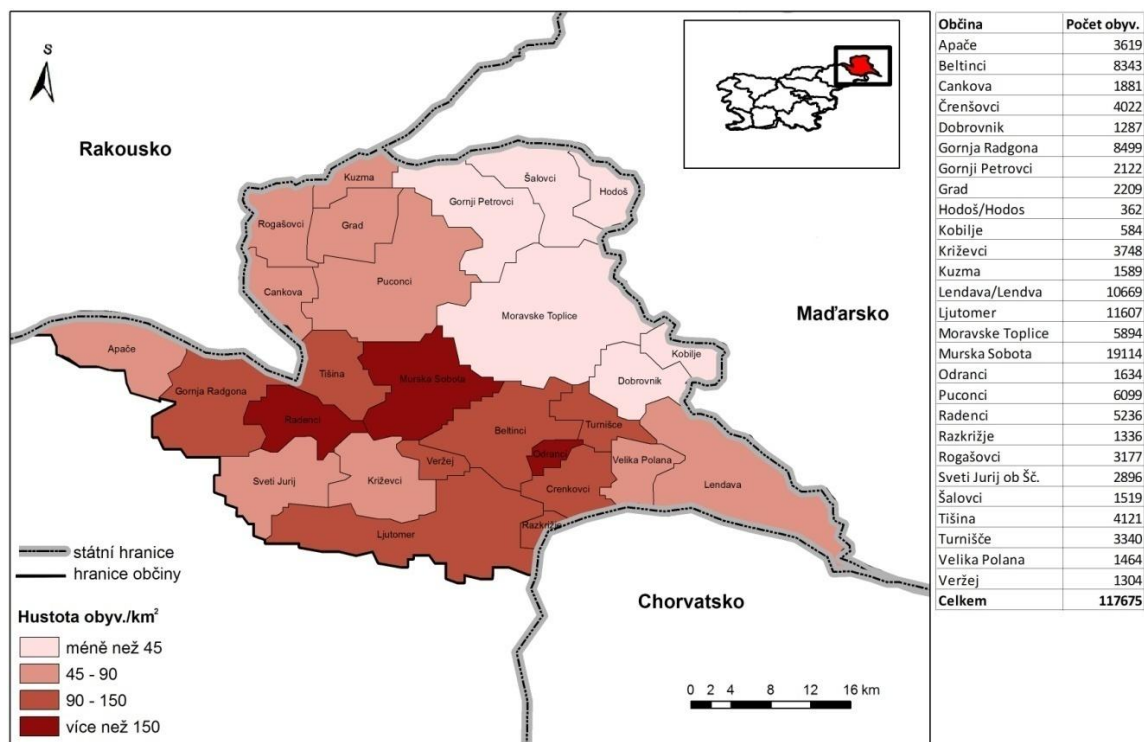 S
Rakousko
Kuzma
Šalovci
Hodoš
Gornji Petrovci
Rogašovci
Grad
Puconci
Cankova
Maďarsko
Moravske Toplice
Apače
Kobilje
Tišina
Murska Sobota
Dobrovnik
Gornja Radgona
Radenci
Beltinci
Turnišce
Odranci
Veržej
Velika Polana
Sveti Jurij
Križevci
Lendava
Crenkovci
Razkrižje
Ljutomer
Chorvatsko
státní hranice
hranice občiny
Hustota obyv./km²
méně než 45
45 - 90
90 - 150
více než 150
0 2 4 8 12 16 km
Občina Počet obyv.
Apače 3619
Beltinci 8343
Cankova 1881
Črenšovci 4022
Dobrovnik 1287
Gornja Radgona 8499
Gornji Petrovci 2122
Grad 2209
Hodoš/Hodos 362
Kobilje 584
Križevci 3748
Kuzma 1589
Lendava/Lendva 10669
Ljutomer 11607
Moravske Toplice 5894
Murska Sobota 19114
Odranci 1634
Puconci 6099
Radenci 5236
Razkrižje 1336
Rogašovci 3177
Sveti Jurij ob Šč. 2896
Šalovci 1519
Tišina 4121
Turnišče 3340
Velika Polana 1464
Veržej 1304
Celkem 117675